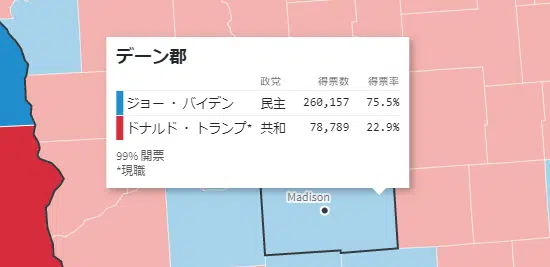 デーン郡
政党 得票数 得票率
ジョー・バイデン 民主 260,157 75.5%
ドナルド・トランプ* 共和 78,789 22.9%
99% 開票
*現職
Madison